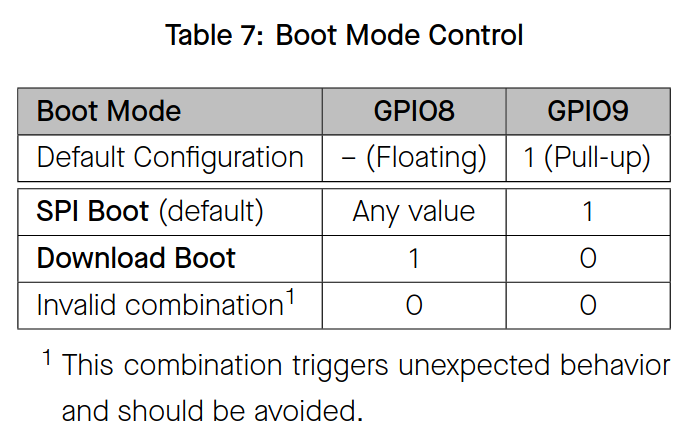 Table 7: Boot Mode Control
Boot Mode GPIO8 GPIO9
Default Configuration – (Floating) 1 (Pull-up)
SPI Boot (default) Any value 1
Download Boot 1 0
Invalid combination¹ 0 0
¹ This combination triggers unexpected behavior
and should be avoided.